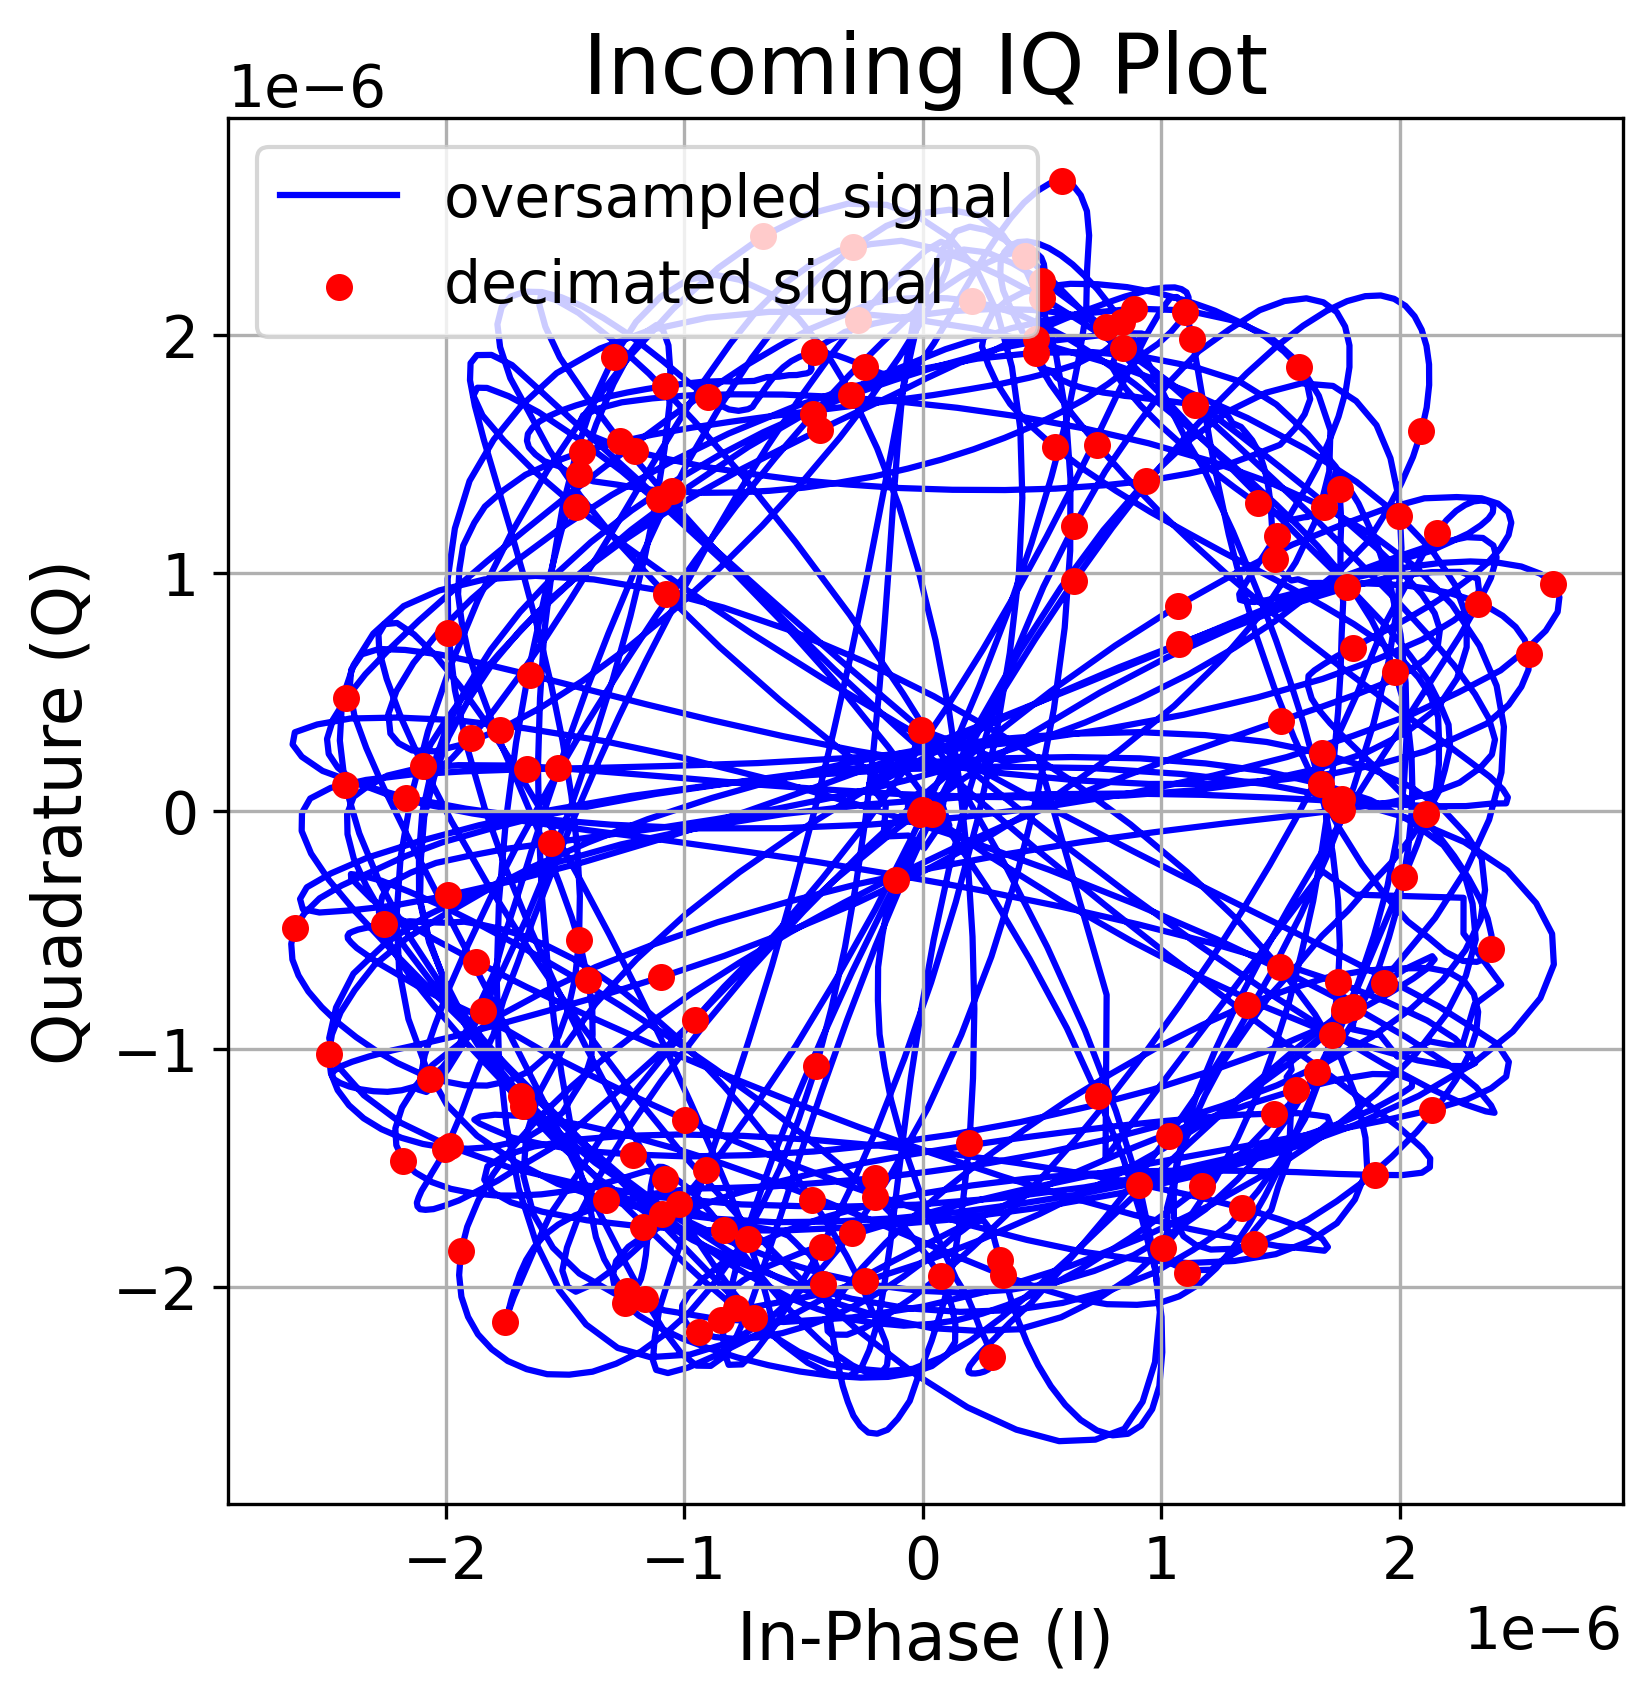 Incoming IQ Plot
1e−6
oversampled signal
decimated signal
Quadrature (Q)
2
1
0
−1
−2
−2 −1 0 1 2
In-Phase (I)
1e−6